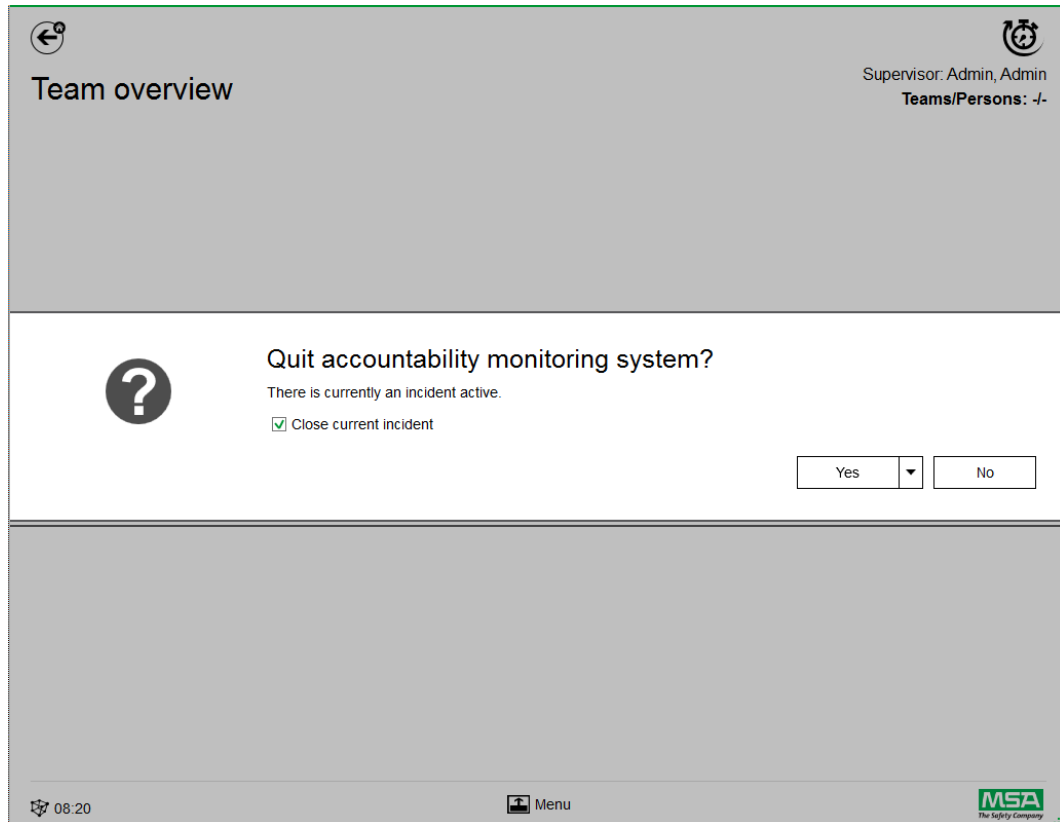 Team overview
Supervisor: Admin, Admin
Teams/Persons: -/-
Quit accountability monitoring system?
There is currently an incident active.
Close current incident
Yes
No
08:20
Menu
MSA
The Safety Company